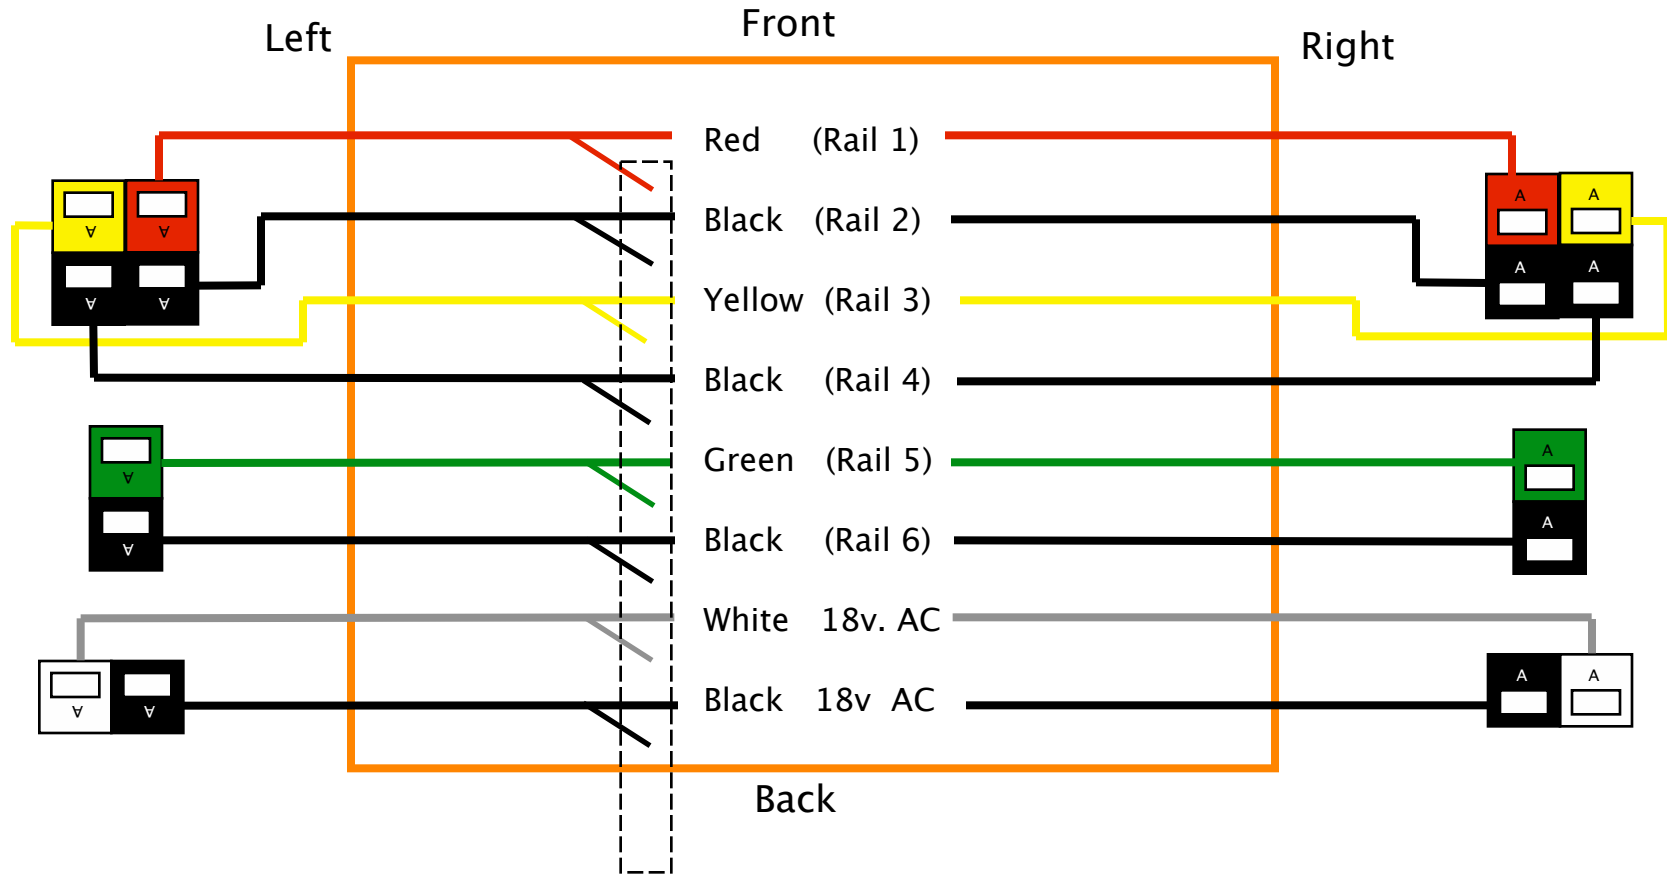 Front
Left
Right
Red (Rail 1)
Black (Rail 2)
Yellow (Rail 3)
Black (Rail 4)
Green (Rail 5)
Black (Rail 6)
White 18v. AC
Black 18v AC
Back
A A
A A
A A
A A
A
A
A
A
A A
A A